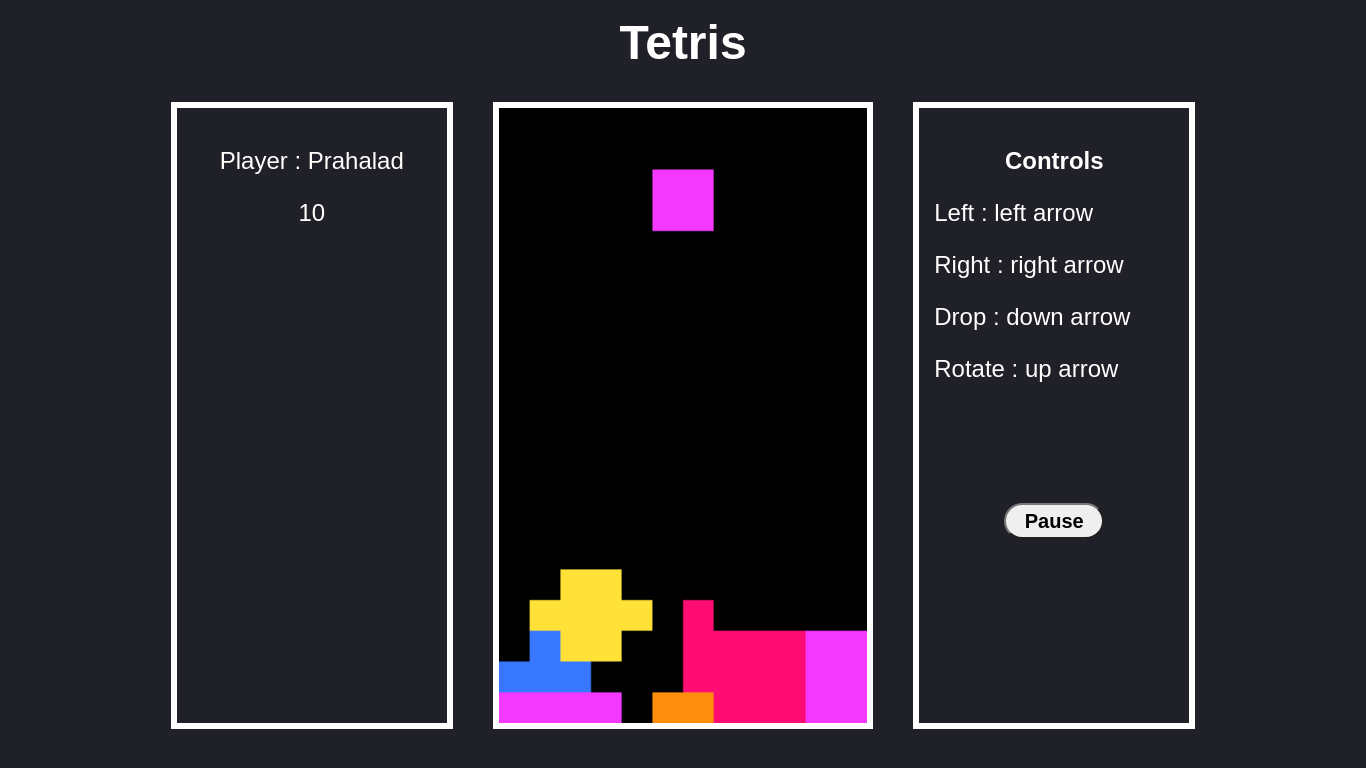 Tetris
Player : Prahalad
10
Controls
Left : left arrow
Right : right arrow
Drop : down arrow
Rotate : up arrow
Pause